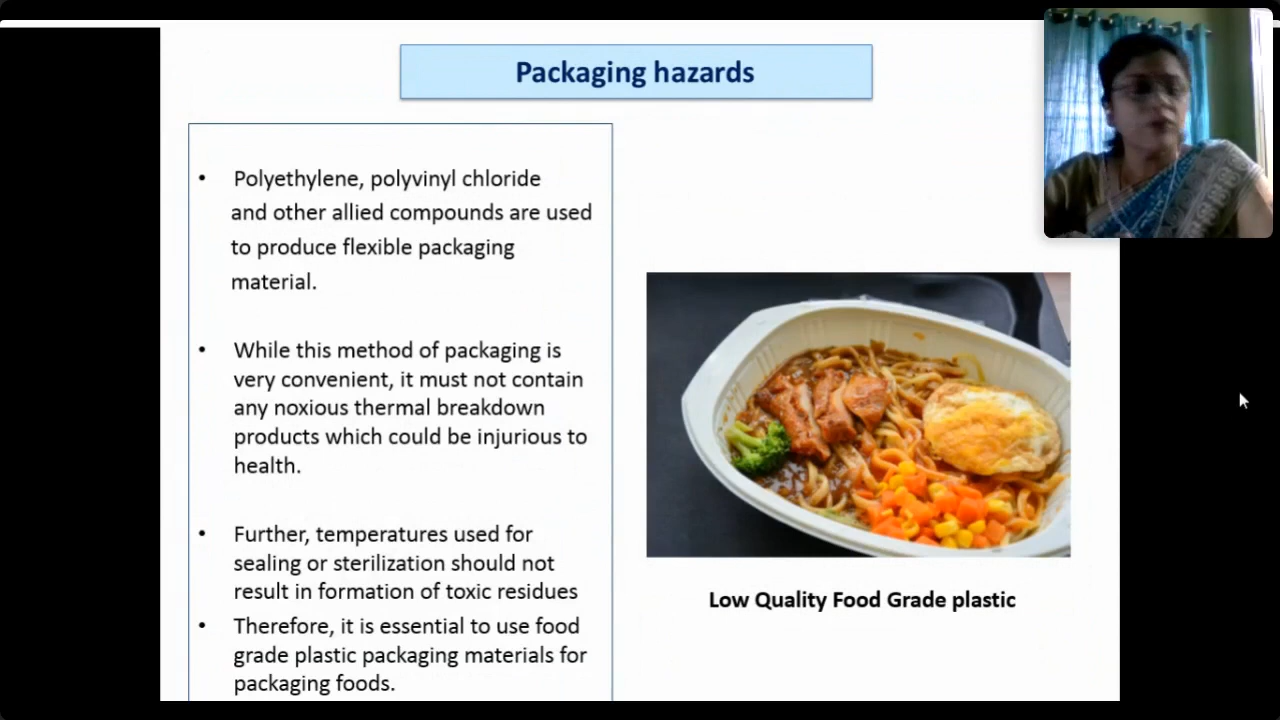 Packaging hazards
• Polyethylene, polyvinyl chloride
and other allied compounds are used
to produce flexible packaging
material.
• While this method of packaging is
very convenient, it must not contain
any noxious thermal breakdown
products which could be injurious to
health.
• Further, temperatures used for
sealing or sterilization should not
result in formation of toxic residues
• Therefore, it is essential to use food
grade plastic packaging materials for
packaging foods.
Low Quality Food Grade plastic